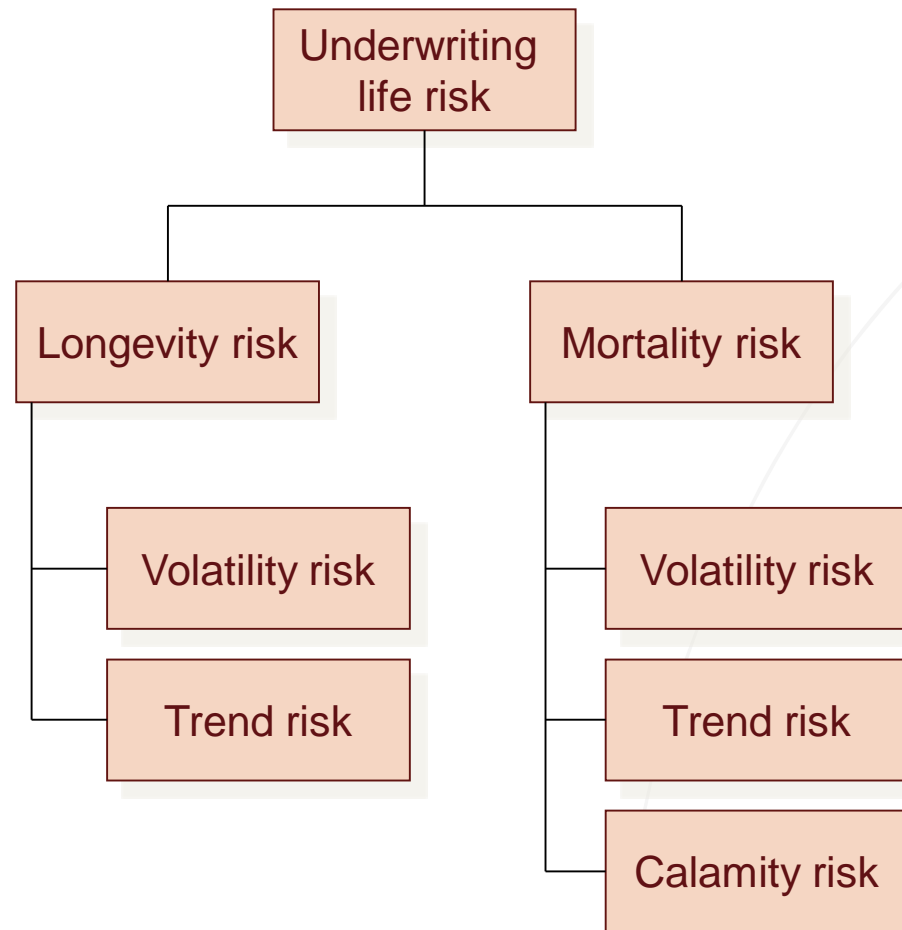 Underwriting
life risk
Longevity risk
Mortality risk
Volatility risk
Volatility risk
Trend risk
Trend risk
Calamity risk